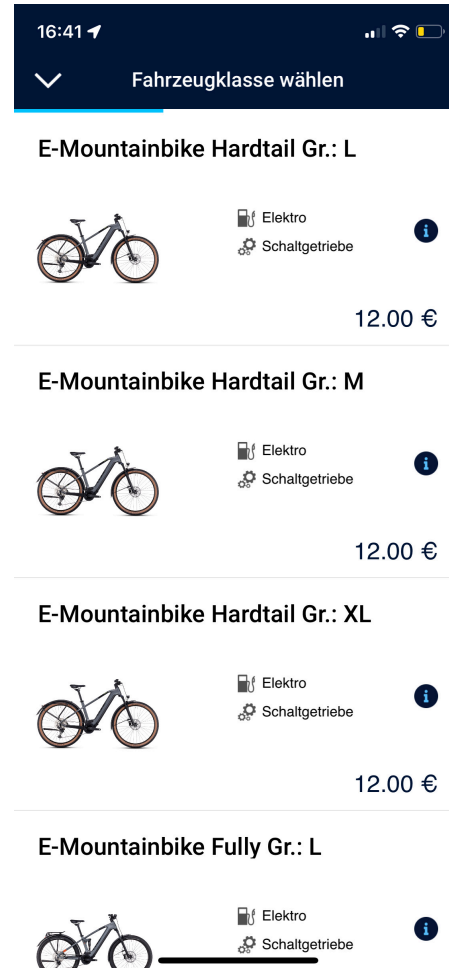 16:41
Fahrzeugklasse wählen
E-Mountainbike Hardtail Gr.: L
Elektro
Schaltgetriebe
12.00 €
E-Mountainbike Hardtail Gr.: M
Elektro
Schaltgetriebe
12.00 €
E-Mountainbike Hardtail Gr.: XL
Elektro
Schaltgetriebe
12.00 €
E-Mountainbike Fully Gr.: L
Elektro
Schaltgetriebe